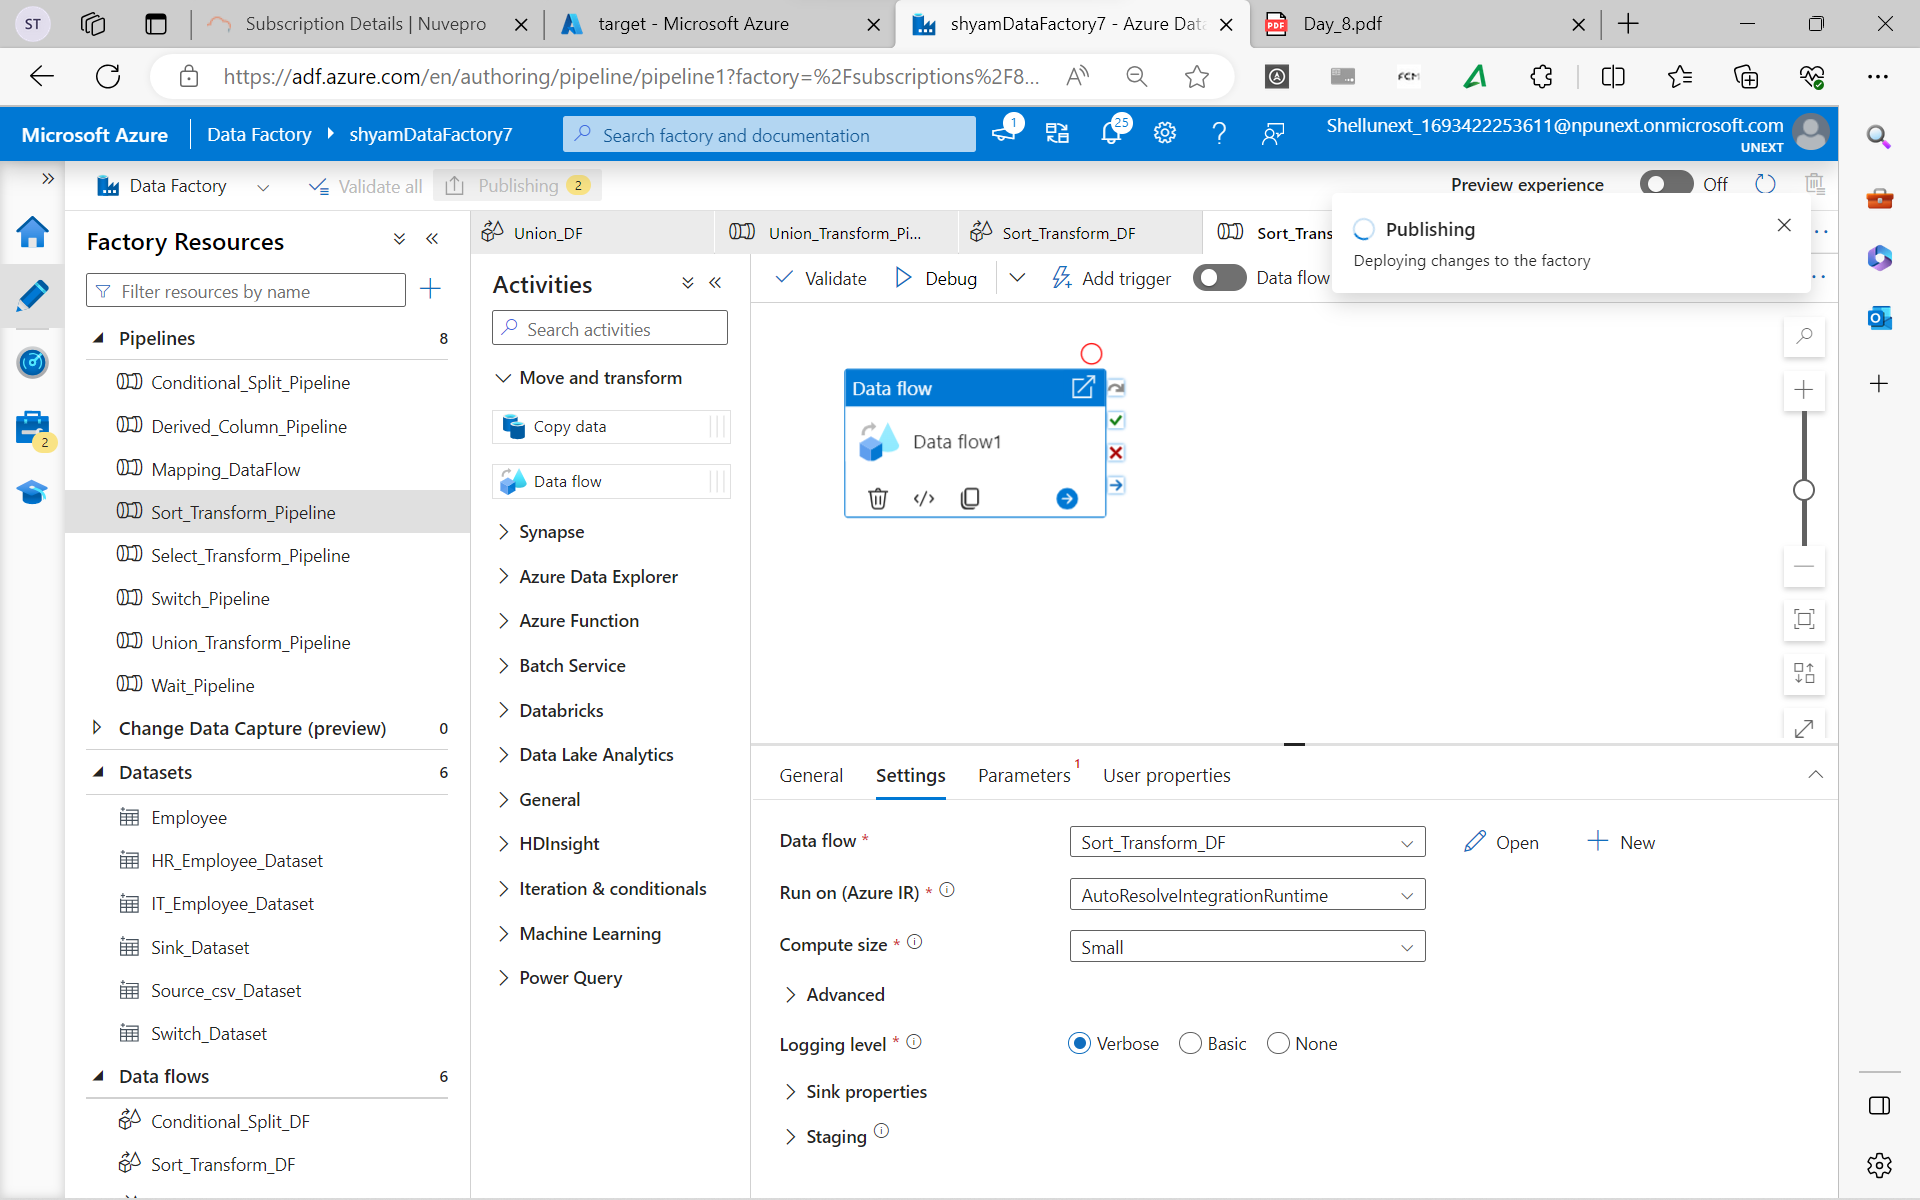 ST
Subscription Details | Nuvepro
target - Microsoft Azure
shyamDataFactory7 - Azure Data
PDF
Day_8.pdf
https://adf.azure.com/en/authoring/pipeline/pipeline1?factory=%2Fsubscriptions%2F8...
FCM
Microsoft Azure
Data Factory
shyamDataFactory7
Search factory and documentation
1
25
Shellunext_1693422253611@npunext.onmicrosoft.com
UNEXT
Data Factory
Validate all
Publishing
2
Preview experience
Off
Publishing
Deploying changes to the factory
Factory Resources
Filter resources by name
Pipelines
8
Conditional_Split_Pipeline
Derived_Column_Pipeline
Mapping_DataFlow
Sort_Transform_Pipeline
Select_Transform_Pipeline
Switch_Pipeline
Union_Transform_Pipeline
Wait_Pipeline
Change Data Capture (preview)
0
Datasets
6
Employee
HR_Employee_Dataset
IT_Employee_Dataset
Sink_Dataset
Source_csv_Dataset
Switch_Dataset
Data flows
6
Conditional_Split_DF
Sort_Transform_DF
2
Union_DF
Union_Transform_Pi...
Sort_Transform_DF
Sort_Trans
Activities
Search activities
Move and transform
Copy data
Data flow
Synapse
Azure Data Explorer
Azure Function
Batch Service
Databricks
Data Lake Analytics
General
HDInsight
Iteration & conditionals
Machine Learning
Power Query
Validate
Debug
Add trigger
Data flow
Data flow
Data flow1
General
Settings
Parameters
1
User properties
Data flow *
Sort_Transform_DF
Open
New
Run on (Azure IR) *
AutoResolveIntegrationRuntime
Compute size *
Small
Advanced
Logging level *
Verbose
Basic
None
Sink properties
Staging